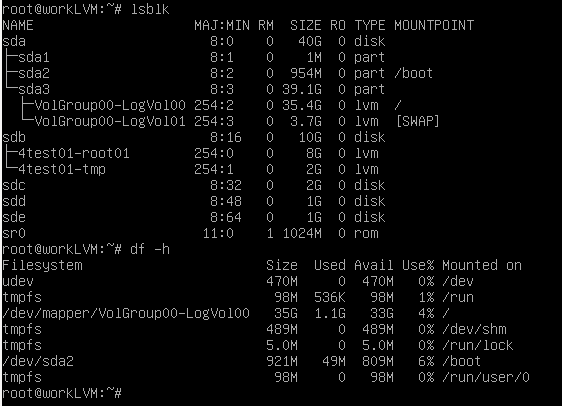 root@workLVM:~# lsblk
NAME                      MAJ:MIN RM  SIZE RO TYPE MOUNTPOINT
sda                         8:0    0   40G  0 disk
├─sda1                      8:1    0    1M  0 part
├─sda2                      8:2    0  954M  0 part /boot
└─sda3                      8:3    0 39.1G  0 part
  ├─VolGroup00-LogVol00   254:2    0 35.4G  0 lvm  /
  └─VolGroup00-LogVol01   254:3    0  3.7G  0 lvm  [SWAP]
sdb                         8:16   0   10G  0 disk
├─4test01-root01          254:0    0    8G  0 lvm
└─4test01-tmp             254:1    0    2G  0 lvm
sdc                         8:32   0    2G  0 disk
sdd                         8:48   0    1G  0 disk
sde                         8:64   0    1G  0 disk
sr0                        11:0    1 1024M  0 rom
root@workLVM:~# df -h
Filesystem                       Size  Used Avail Use% Mounted on
udev                             470M     0  470M   0% /dev
tmpfs                             98M  536K   98M   1% /run
/dev/mapper/VolGroup00-LogVol00   35G  1.1G   33G   4% /
tmpfs                            489M     0  489M   0% /dev/shm
tmpfs                            5.0M     0  5.0M   0% /run/lock
/dev/sda2                        921M   49M  809M   6% /boot
tmpfs                             98M     0   98M   0% /run/user/0
root@workLVM:~#